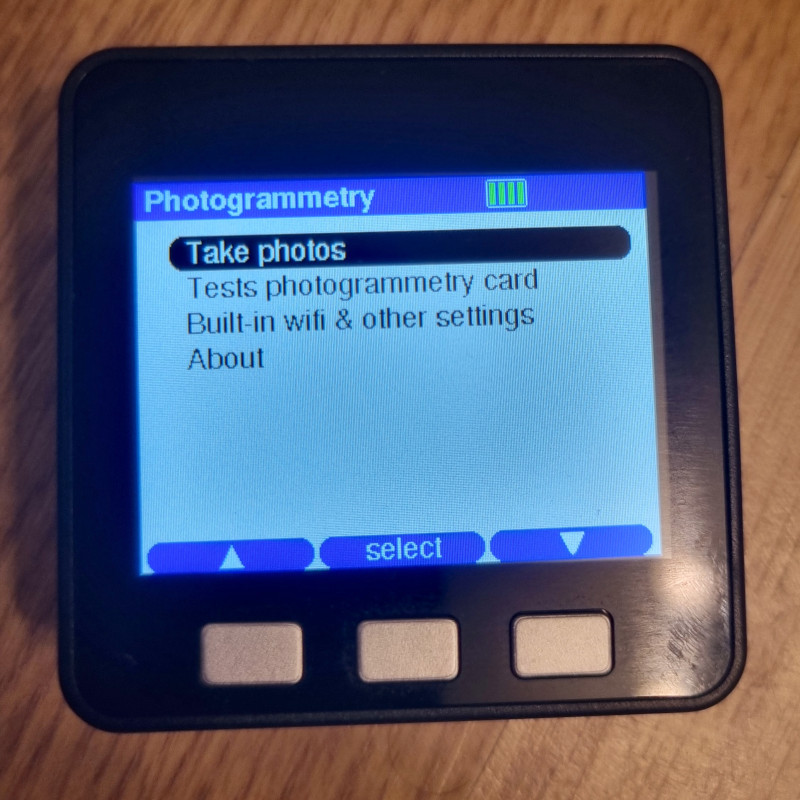 Photogrammetry
Take photos
Tests photogrammetry card
Built-in wifi & other settings
About
select